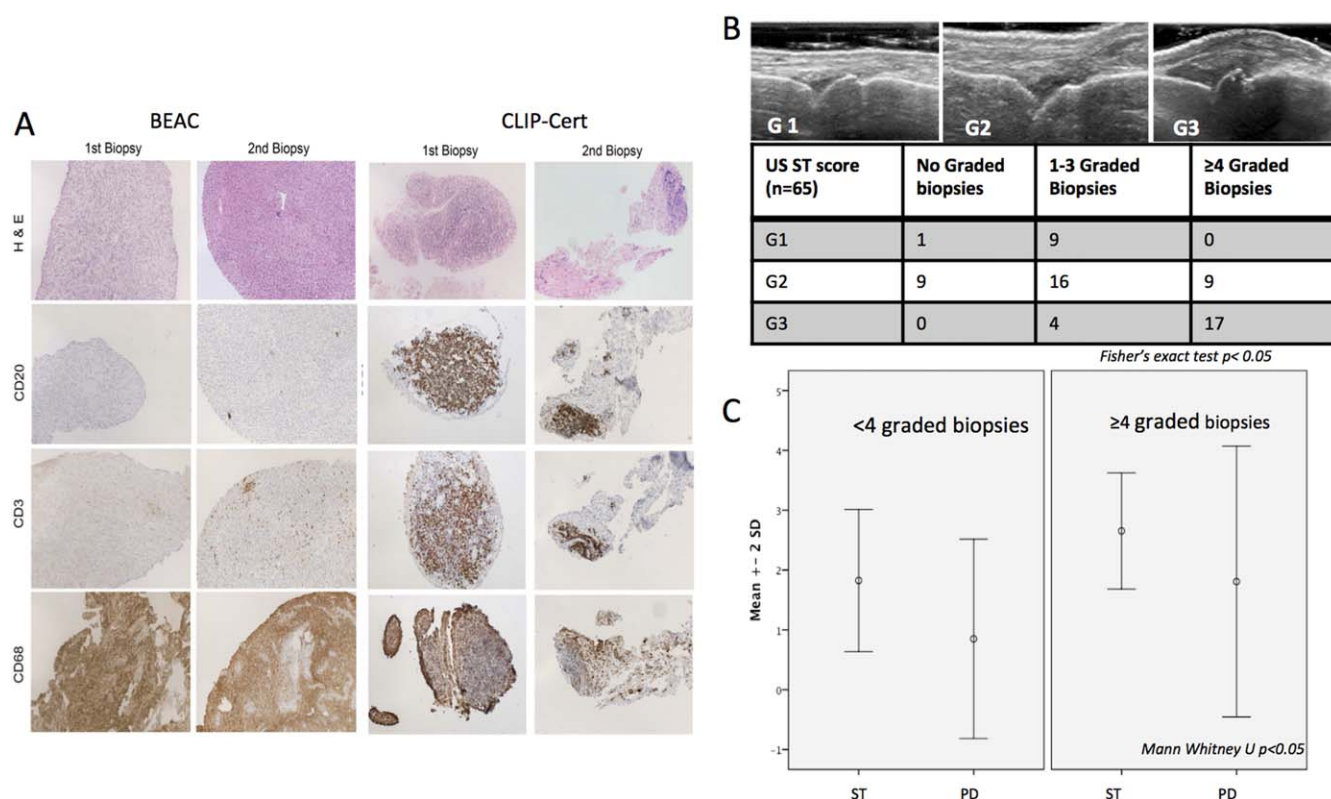 A
BEAC
CLIP-Cert
1st Biopsy
2nd Biopsy
1st Biopsy
2nd Biopsy
H & E
CD20
CD3
CD68
B
G 1
G2
G3
US ST score (n=65) No Graded biopsies 1-3 Graded Biopsies ≥4 Graded Biopsies
G1 1 9 0
G2 9 16 9
G3 0 4 17
Fisher's exact test p< 0.05
C
<4 graded biopsies
≥4 graded biopsies
Mean +- 2 SD
5
4
3
2
1
0
-1
Mann Whitney U p<0.05
ST
PD
ST
PD